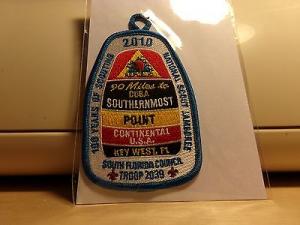 2010
100 YEARS OF SCOUTING
NATIONAL SCOUT JAMBOREE
90 Miles to
CUBA
SOUTHERNMOST
POINT
CONTINENTAL
U.S.A.
KEY WEST, FL
SOUTH FLORIDA COUNCIL
TROOP 2039